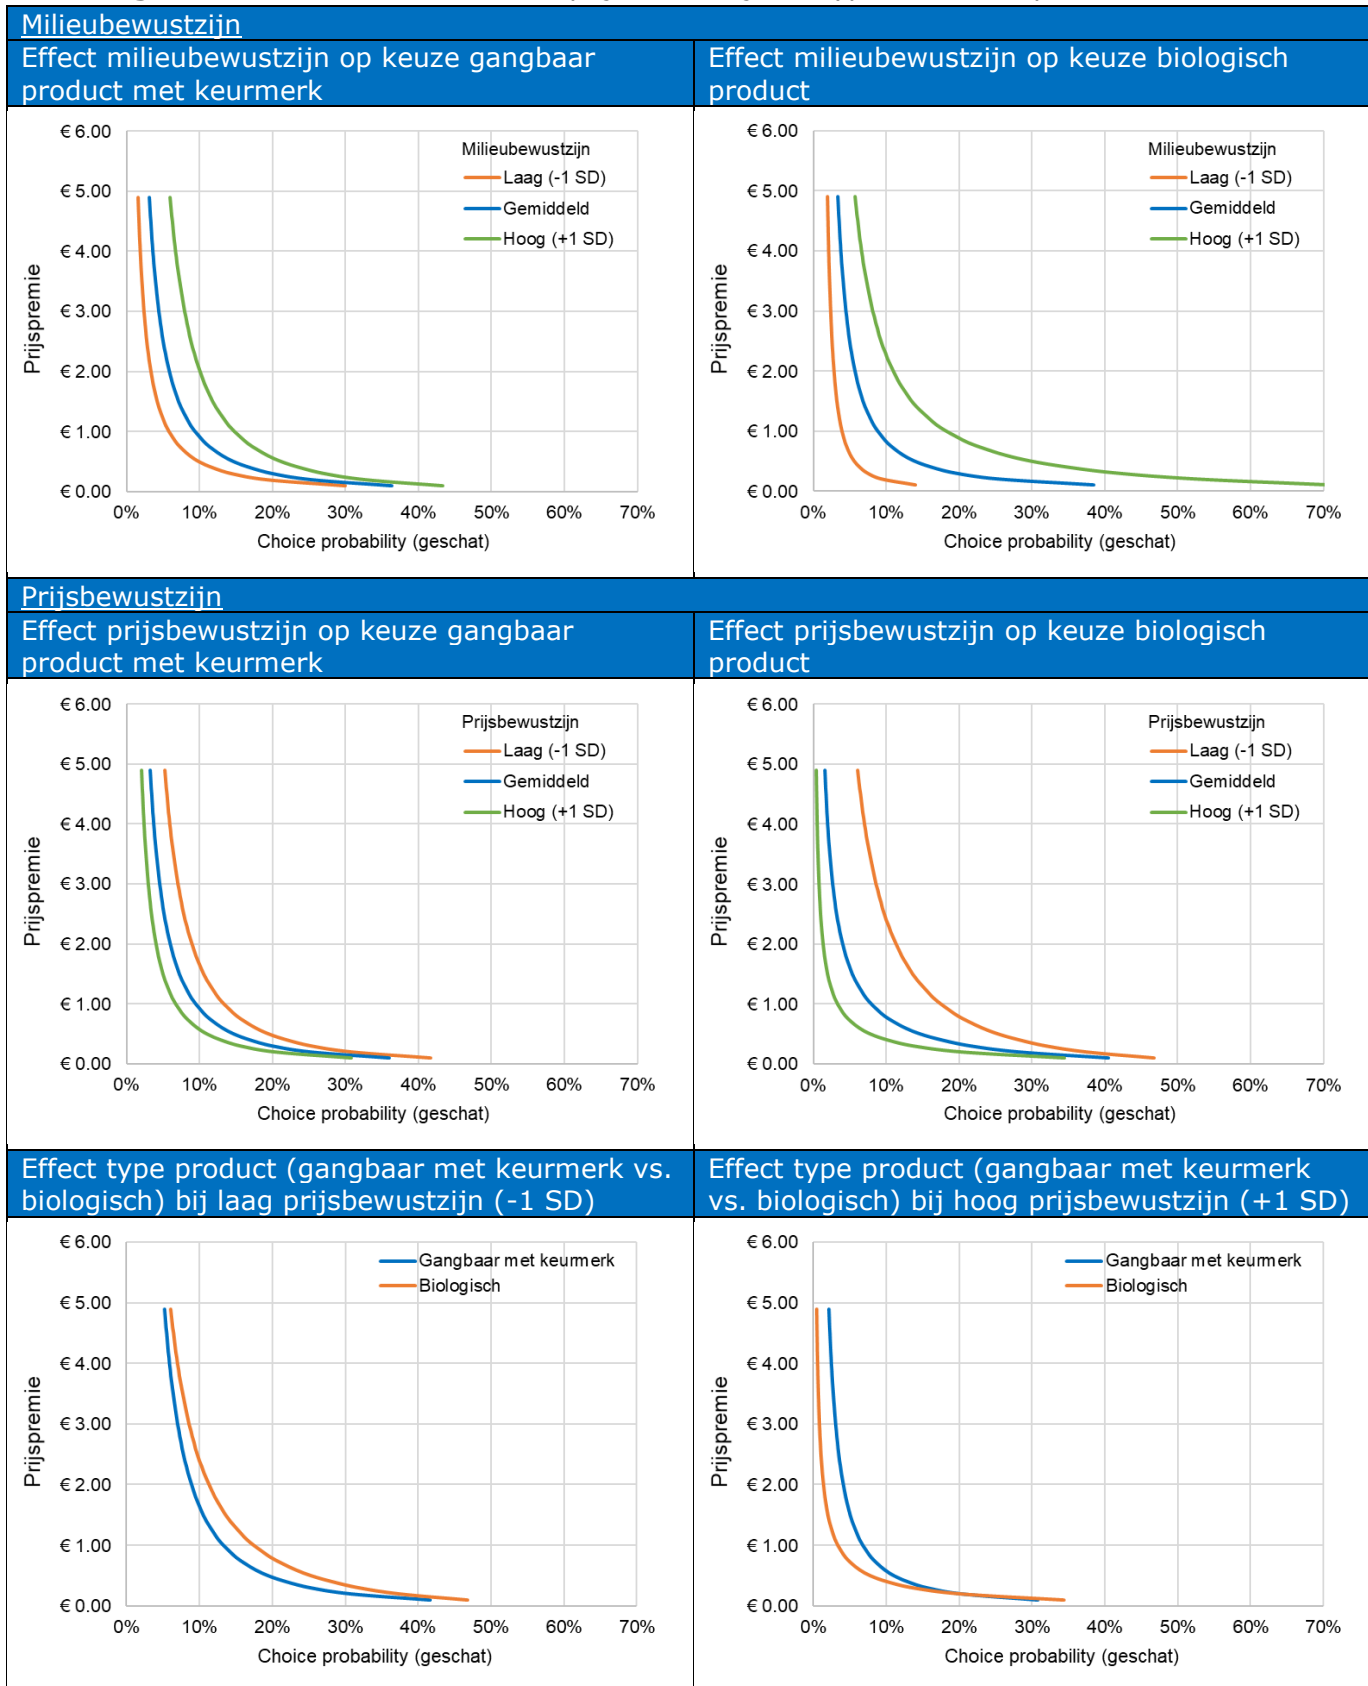 Milieubewustzijn
Effect milieubewustzijn op keuze gangbaar
product met keurmerk
Effect milieubewustzijn op keuze biologisch
product
€ 6.00
€ 5.00
€ 4.00
€ 3.00
€ 2.00
€ 1.00
€ 0.00
Prijspremie
Milieubewustzijn
Laag (-1 SD)
Gemiddeld
Hoog (+1 SD)
0% 10% 20% 30% 40% 50% 60% 70%
Choice probability (geschat)
€ 6.00
€ 5.00
€ 4.00
€ 3.00
€ 2.00
€ 1.00
€ 0.00
Prijspremie
Milieubewustzijn
Laag (-1 SD)
Gemiddeld
Hoog (+1 SD)
0% 10% 20% 30% 40% 50% 60% 70%
Choice probability (geschat)
Prijsbewustzijn
Effect prijsbewustzijn op keuze gangbaar
product met keurmerk
Effect prijsbewustzijn op keuze biologisch
product
€ 6.00
€ 5.00
€ 4.00
€ 3.00
€ 2.00
€ 1.00
€ 0.00
Prijspremie
Prijsbewustzijn
Laag (-1 SD)
Gemiddeld
Hoog (+1 SD)
0% 10% 20% 30% 40% 50% 60% 70%
Choice probability (geschat)
€ 6.00
€ 5.00
€ 4.00
€ 3.00
€ 2.00
€ 1.00
€ 0.00
Prijspremie
Prijsbewustzijn
Laag (-1 SD)
Gemiddeld
Hoog (+1 SD)
0% 10% 20% 30% 40% 50% 60% 70%
Choice probability (geschat)
Effect type product (gangbaar met keurmerk vs.
biologisch) bij laag prijsbewustzijn (-1 SD)
Effect type product (gangbaar met keurmerk
vs. biologisch) bij hoog prijsbewustzijn (+1 SD)
€ 6.00
€ 5.00
€ 4.00
€ 3.00
€ 2.00
€ 1.00
€ 0.00
Prijspremie
Gangbaar met keurmerk
Biologisch
0% 10% 20% 30% 40% 50% 60% 70%
Choice probability (geschat)
€ 6.00
€ 5.00
€ 4.00
€ 3.00
€ 2.00
€ 1.00
€ 0.00
Prijspremie
Gangbaar met keurmerk
Biologisch
0% 10% 20% 30% 40% 50% 60% 70%
Choice probability (geschat)